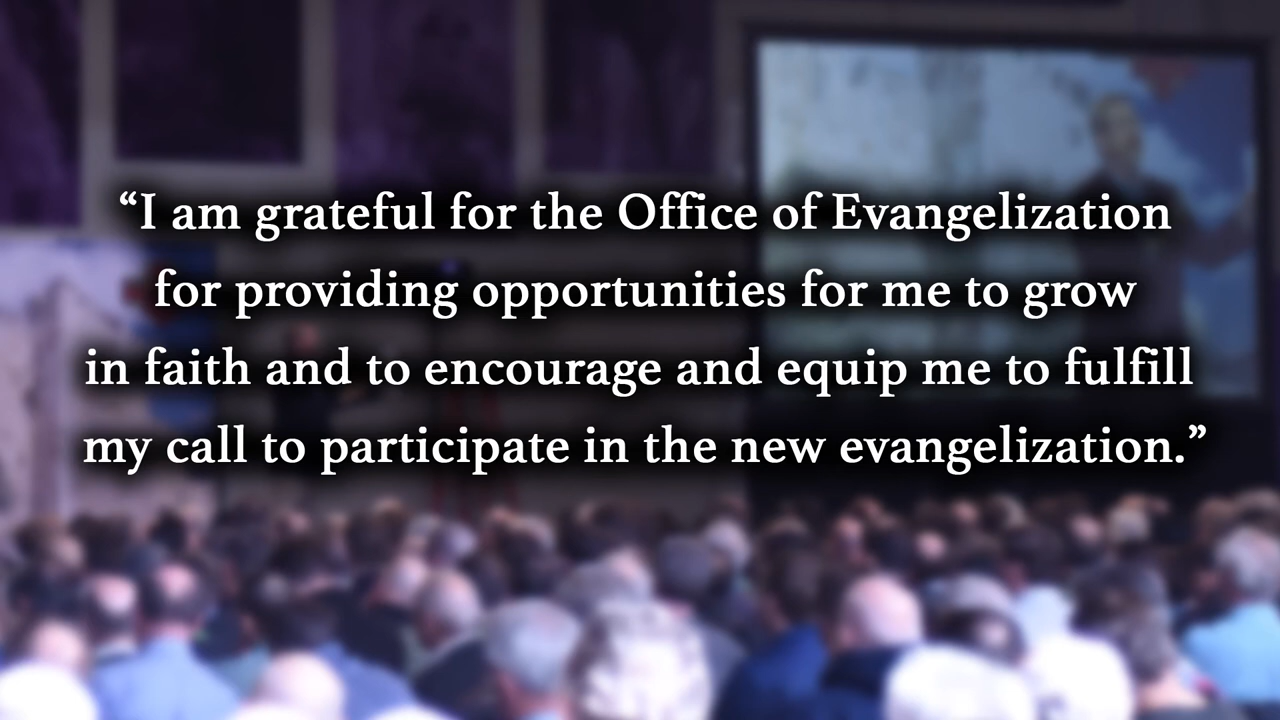 “I am grateful for the Office of Evangelization
for providing opportunities for me to grow
in faith and to encourage and equip me to fulfill
my call to participate in the new evangelization.”